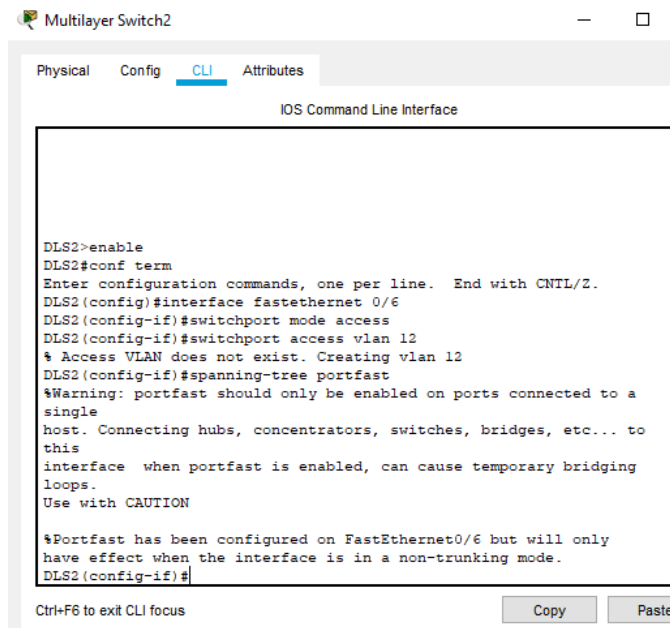 Multilayer Switch2
Physical Config CLI Attributes
IOS Command Line Interface
DLS2>enable
DLS2#conf term
Enter configuration commands, one per line.  End with CNTL/Z.
DLS2(config)#interface fastethernet 0/6
DLS2(config-if)#switchport mode access
DLS2(config-if)#switchport access vlan 12
% Access VLAN does not exist. Creating vlan 12
DLS2(config-if)#spanning-tree portfast
%Warning: portfast should only be enabled on ports connected to a
single
host. Connecting hubs, concentrators, switches, bridges, etc... to
this
interface  when portfast is enabled, can cause temporary bridging
loops.
Use with CAUTION
%Portfast has been configured on FastEthernet0/6 but will only
have effect when the interface is in a non-trunking mode.
DLS2(config-if)#
Ctrl+F6 to exit CLI focus
Copy Paste